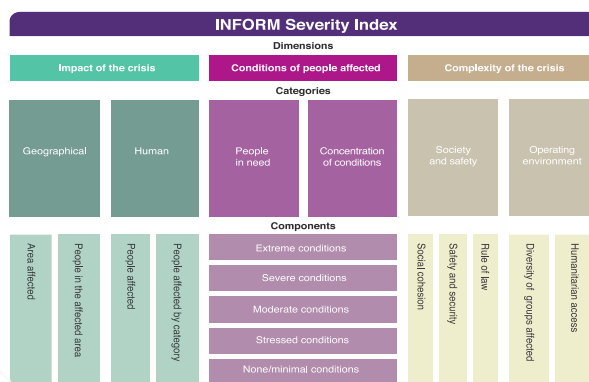 INFORM Severity Index
Dimensions
Impact of the crisis
Conditions of people affected
Complexity of the crisis
Categories
Geographical
Human
People
in need
Concentration
of conditions
Society
and safety
Operating
environment
Components
Area affected
People in the affected area
People affected
People affected by category
Extreme conditions
Severe conditions
Moderate conditions
Stressed conditions
None/minimal conditions
Social cohesion
Safety and security
Rule of law
Diversity of
groups affected
Humanitarian access